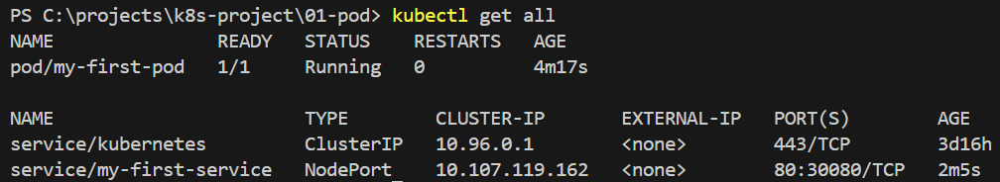 PS C:\projects\k8s-project\01-pod> kubectl get all
NAME READY STATUS RESTARTS AGE
pod/my-first-pod 1/1 Running 0 4m17s
NAME TYPE CLUSTER-IP EXTERNAL-IP PORT(S) AGE
service/kubernetes ClusterIP 10.96.0.1 <none> 443/TCP 3d16h
service/my-first-service NodePort 10.107.119.162 <none> 80:30080/TCP 2m5s